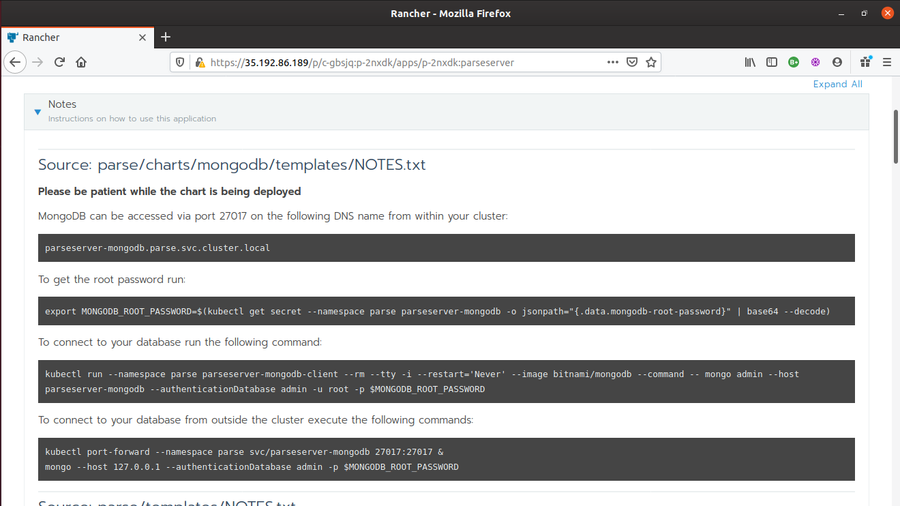 Rancher - Mozilla Firefox
Rancher
https://35.192.86.189/p/c-gbsjq:p-2nxdk/apps/p-2nxdk:parseserver
Expand All
Notes
Instructions on how to use this application
Source: parse/charts/mongodb/templates/NOTES.txt
Please be patient while the chart is being deployed
MongoDB can be accessed via port 27017 on the following DNS name from within your cluster:
parseserver-mongodb.parse.svc.cluster.local
To get the root password run:
export MONGODB_ROOT_PASSWORD=$(kubectl get secret --namespace parse parseserver-mongodb -o jsonpath="{.data.mongodb-root-password}" | base64 --decode)
To connect to your database run the following command:
kubectl run --namespace parse parseserver-mongodb-client --rm --tty -i --restart='Never' --image bitnami/mongodb --command -- mongo admin --host
parseserver-mongodb --authenticationDatabase admin -u root -p $MONGODB_ROOT_PASSWORD
To connect to your database from outside the cluster execute the following commands:
kubectl port-forward --namespace parse svc/parseserver-mongodb 27017:27017 &
mongo --host 127.0.0.1 --authenticationDatabase admin -p $MONGODB_ROOT_PASSWORD
Source: parse/templates/NOTES.txt